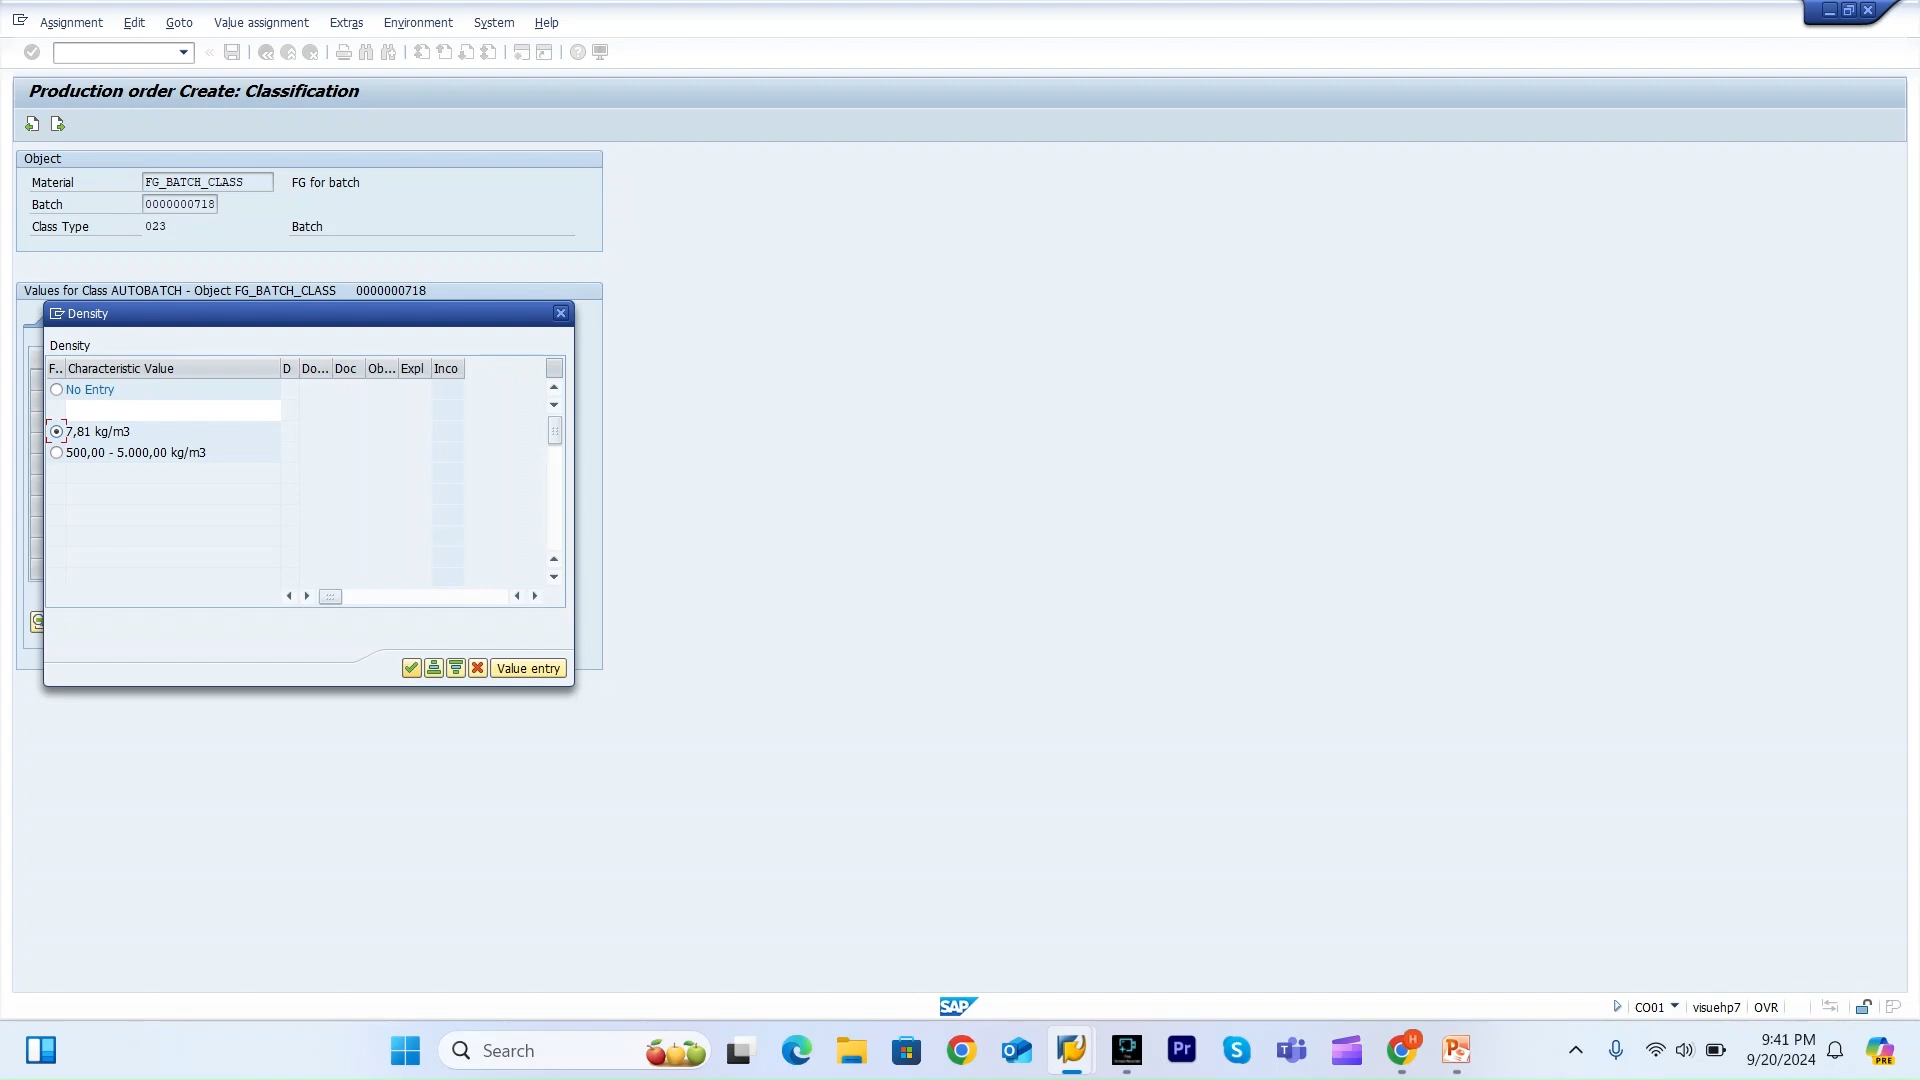 Assignment Edit Goto Value assignment Extras Environment System Help
Production order Create: Classification
Object
Material FG_BATCH_CLASS FG for batch
Batch 0000000718
Class Type 023 Batch
Values for Class AUTOBATCH - Object FG_BATCH_CLASS 0000000718
Density
Density
F.. Characteristic Value D Do... Doc Ob... Expl Inco
No Entry
7,81 kg/m3
500,00 - 5.000,00 kg/m3
Value entry
SAP
CO01 visuehp7 OVR
Search
Pr
9:41 PM
9/20/2024
H
PRE